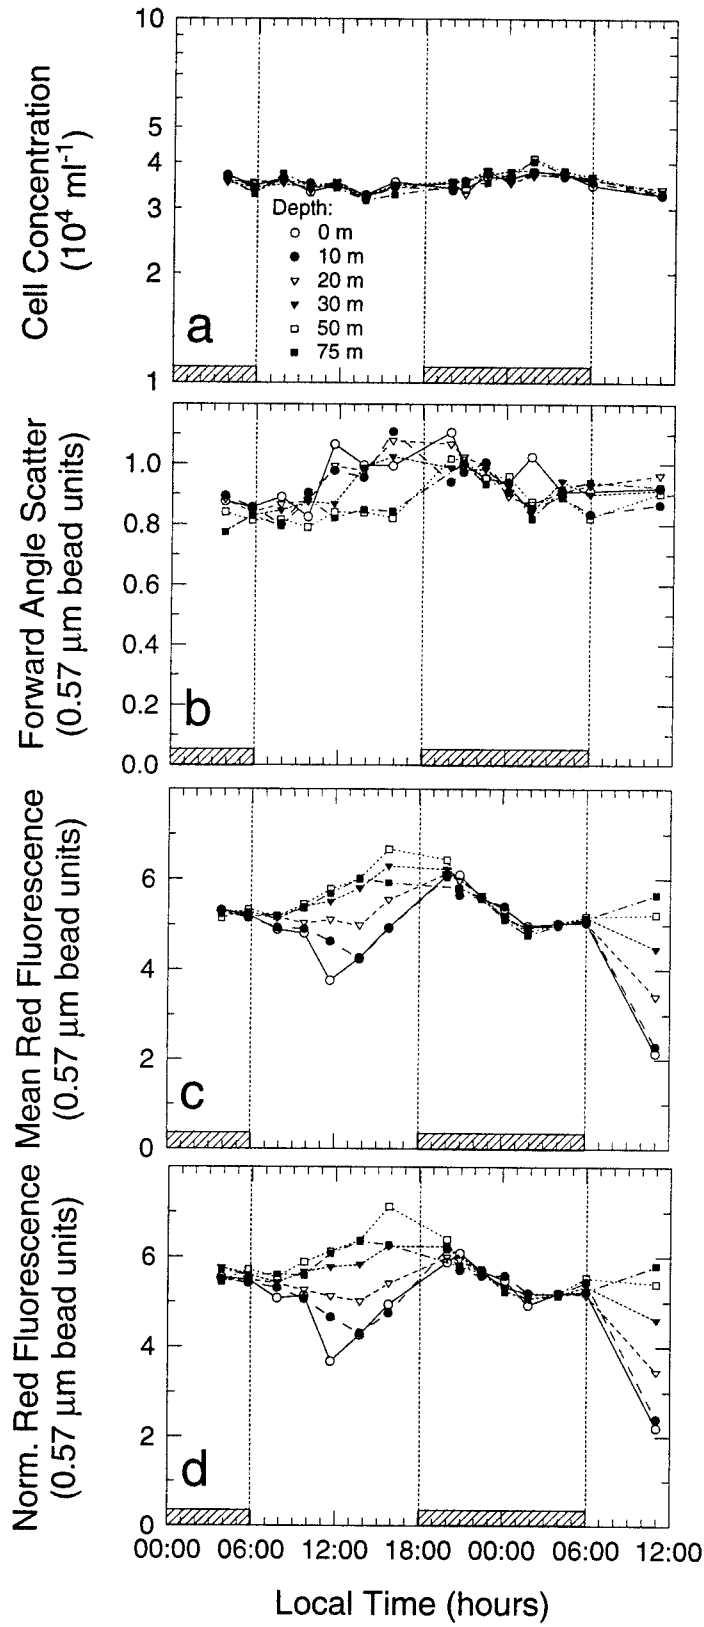 Cell Concentration
(10⁴ ml⁻¹)
10
5
4
3
2
1
Depth:
0 m
10 m
20 m
30 m
50 m
75 m
a
Forward Angle Scatter
(0.57 µm bead units)
1.0
0.8
0.6
0.4
0.2
0.0
b
Mean Red Fluorescence
(0.57 µm bead units)
6
4
2
0
c
Norm. Red Fluorescence
(0.57 µm bead units)
6
4
2
0
d
00:00 06:00 12:00 18:00 00:00 06:00 12:00
Local Time (hours)